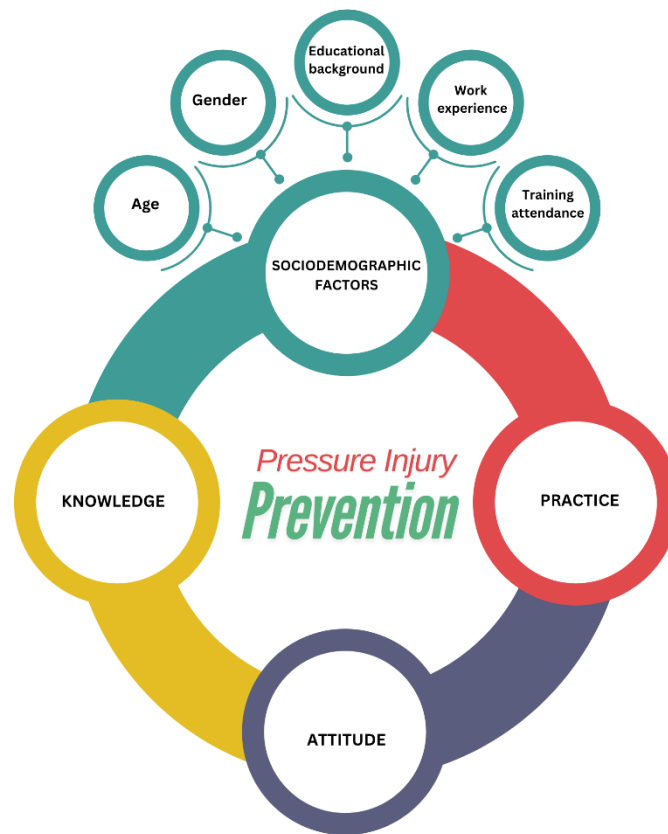 Educational
background
Gender
Work
experience
Age
Training
attendance
SOCIODEMOGRAPHIC
FACTORS
Pressure Injury
Prevention
KNOWLEDGE
PRACTICE
ATTITUDE